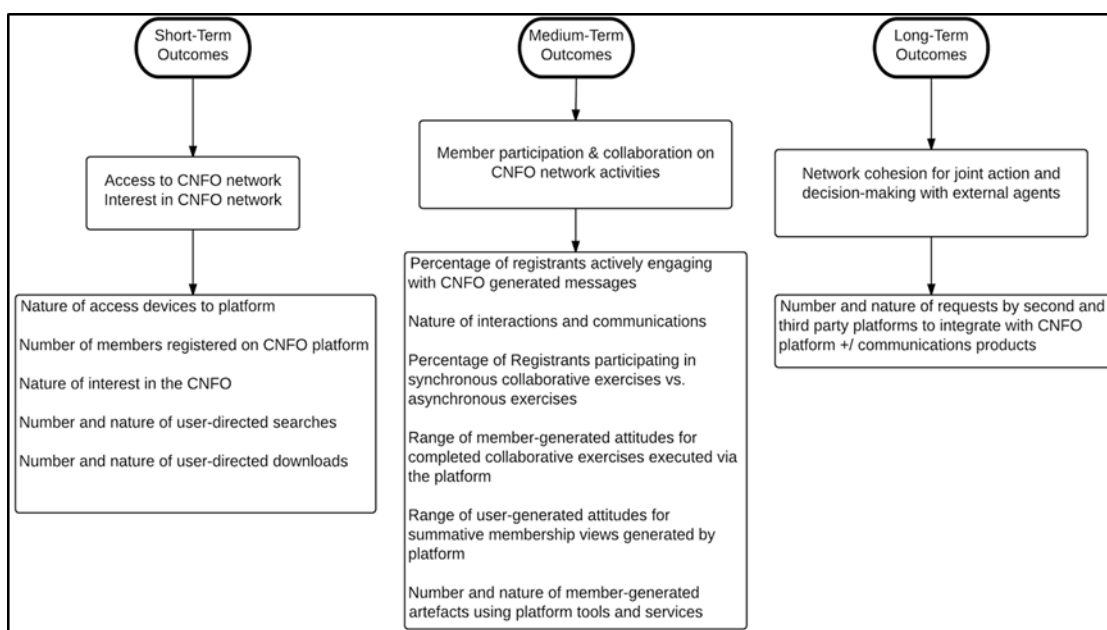 Short-Term
Outcomes
Access to CNFO network
Interest in CNFO network
Nature of access devices to platform
Number of members registered on CNFO platform
Nature of interest in the CNFO
Number and nature of user-directed searches
Number and nature of user-directed downloads
Medium-Term
Outcomes
Member participation & collaboration on
CNFO network activities
Percentage of registrants actively engaging
with CNFO generated messages
Nature of interactions and communications
Percentage of Registrants participating in
synchronous collaborative exercises vs.
asynchronous exercises
Range of member-generated attitudes for
completed collaborative exercises executed via
the platform
Range of user-generated attitudes for
summative membership views generated by
platform
Number and nature of member-generated
artefacts using platform tools and services
Long-Term
Outcomes
Network cohesion for joint action and
decision-making with external agents
Number and nature of requests by second and
third party platforms to integrate with CNFO
platform +/ communications products